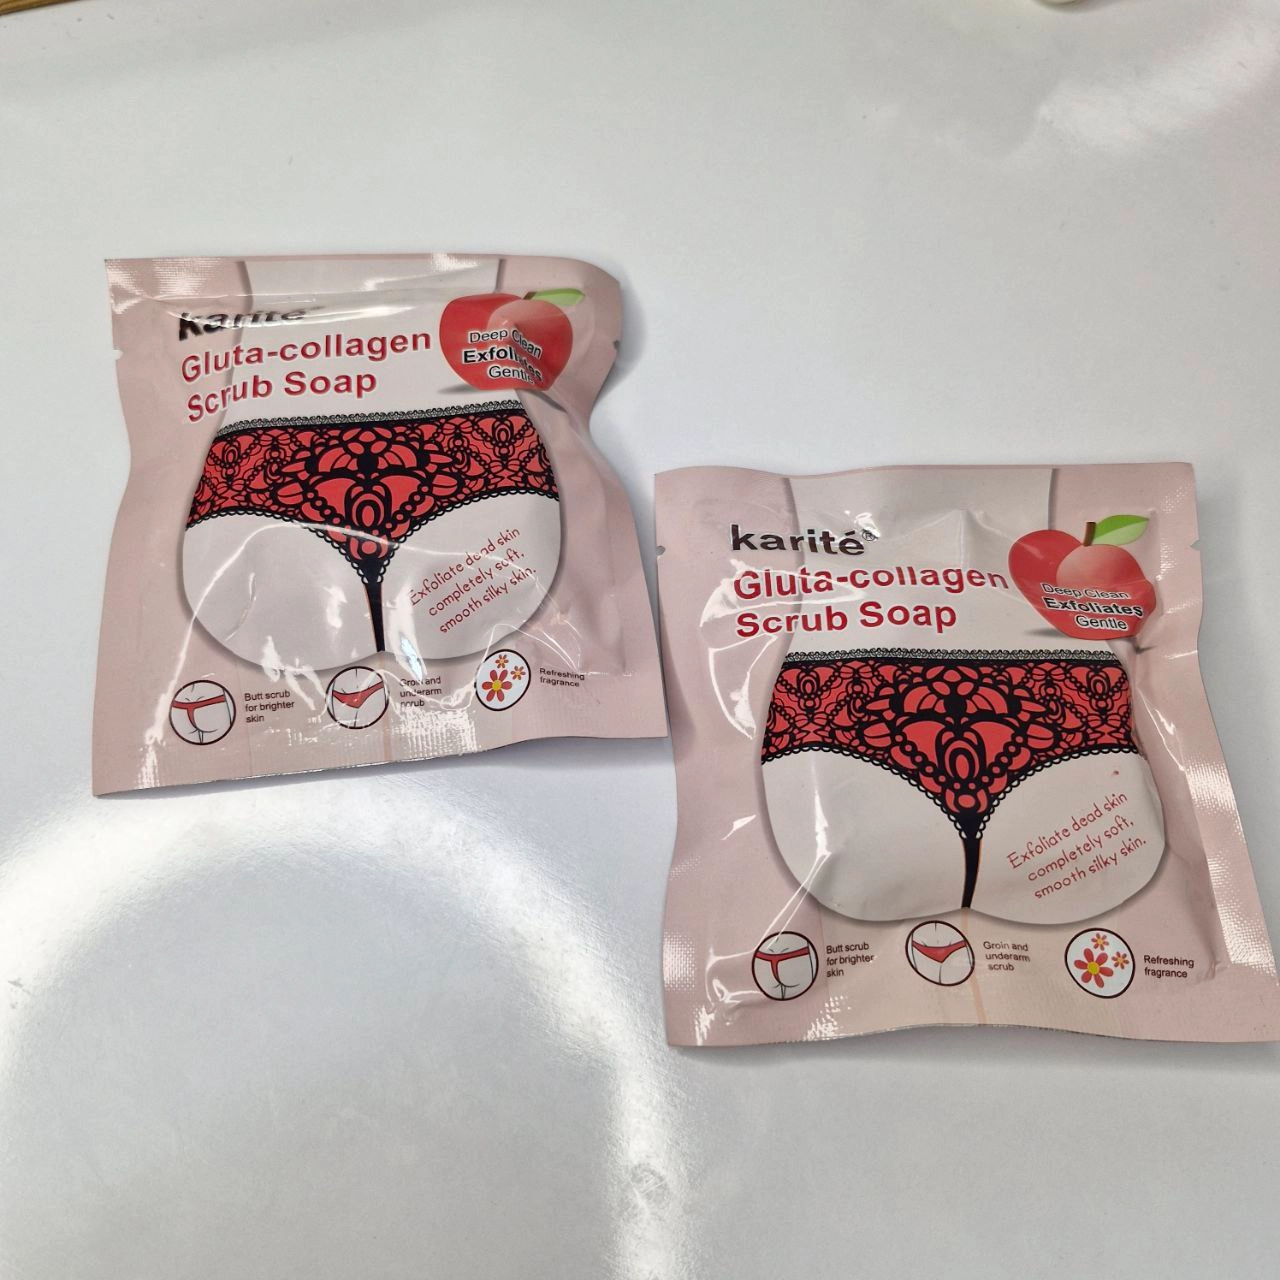 karité
Gluta-collagen
Scrub Soap
Deep Clean
Exfoliates
Gentle
Exfoliate dead skin
completely soft,
smooth silky skin.
Butt scrub
for brighter
skin
Groin and
underarm
scrub
Refreshing
fragrance
karité®
Gluta-collagen
Scrub Soap
Deep Clean
Exfoliates
Gentle
Exfoliate dead skin
completely soft,
smooth silky skin.
Butt scrub
for brighter
skin
Groin and
underarm
scrub
Refreshing
fragrance